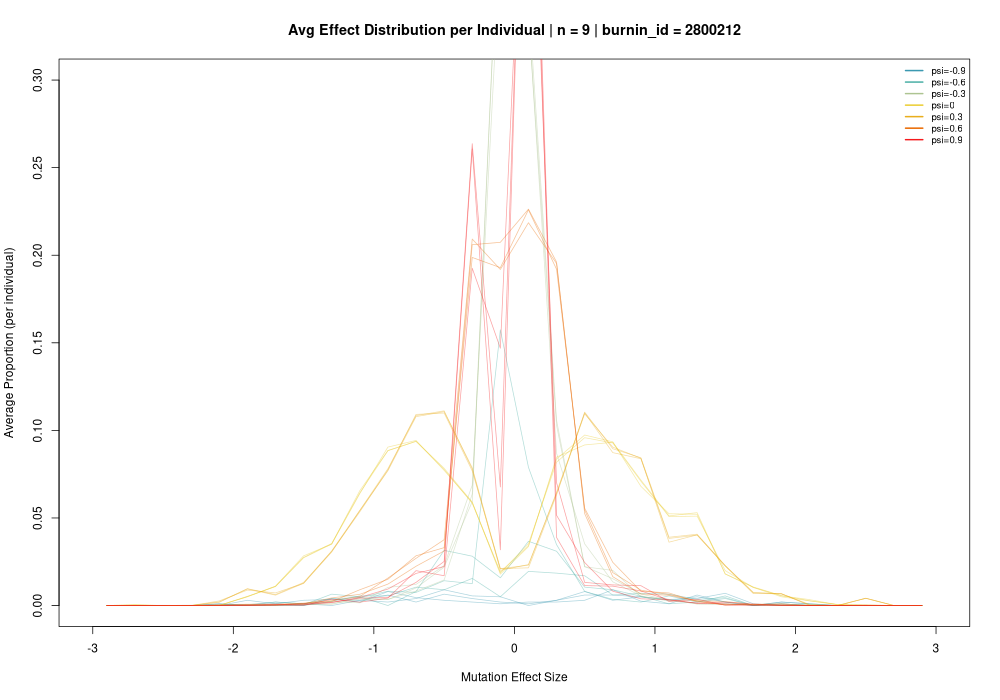 Avg Effect Distribution per Individual | n = 9 | burnin_id = 2800212
psi=-0.9
psi=-0.6
psi=-0.3
psi=0
psi=0.3
psi=0.6
psi=0.9
0.30
0.25
0.20
0.15
0.10
0.05
0.00
Average Proportion (per individual)
-3 -2 -1 0 1 2 3
Mutation Effect Size